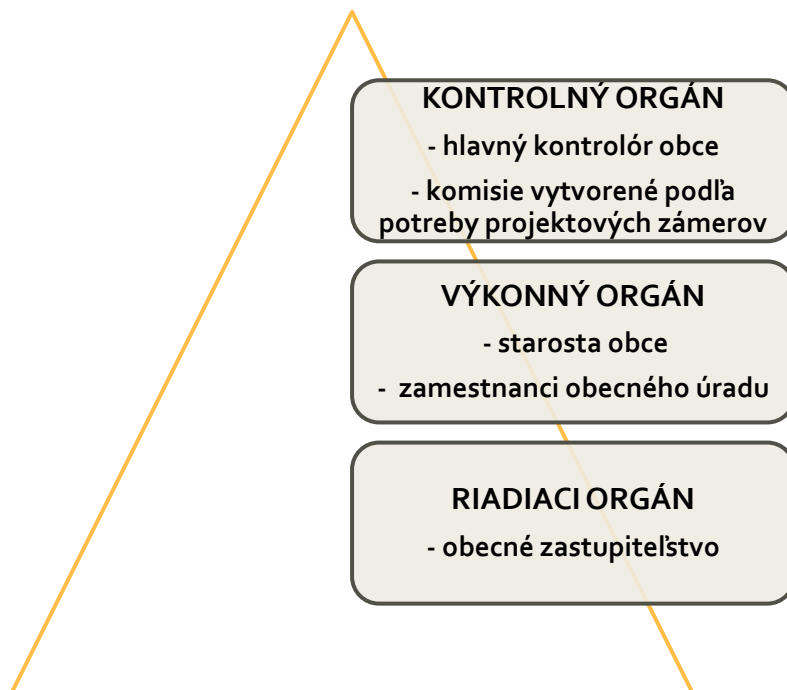 KONTROLNÝ ORGÁN
- hlavný kontrolór obce
- komisie vytvorené podľa
potreby projektových zámerov
VÝKONNÝ ORGÁN
- starosta obce
- zamestnanci obecného úradu
RIADIACI ORGÁN
- obecné zastupiteľstvo